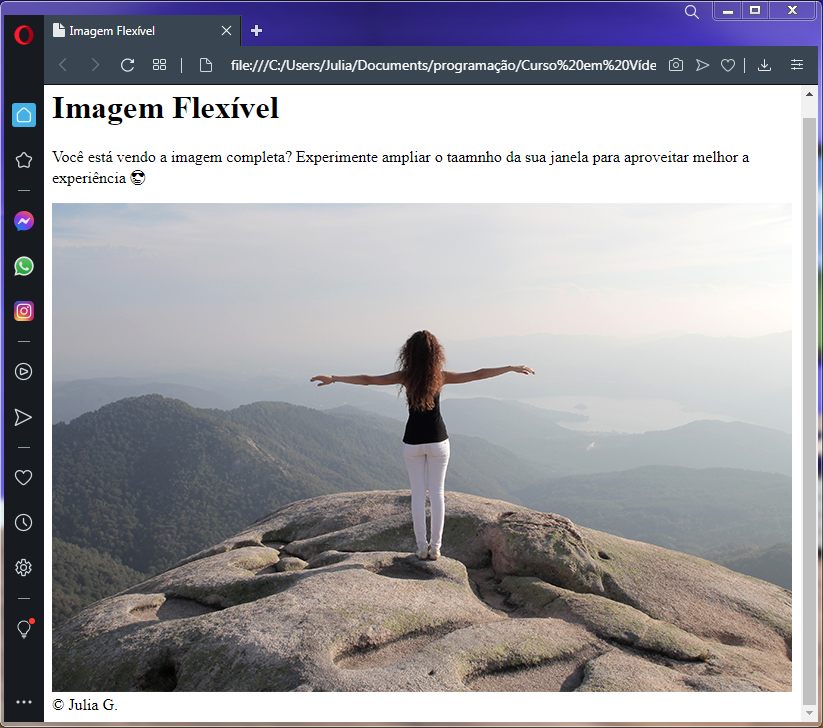 Imagem Flexível
file:///C:/Users/Julia/Documents/programação/Curso%20em%20Víde
Imagem Flexível
Você está vendo a imagem completa? Experimente ampliar o taamnho da sua janela para aproveitar melhor a
experiência 😎
© Julia G.